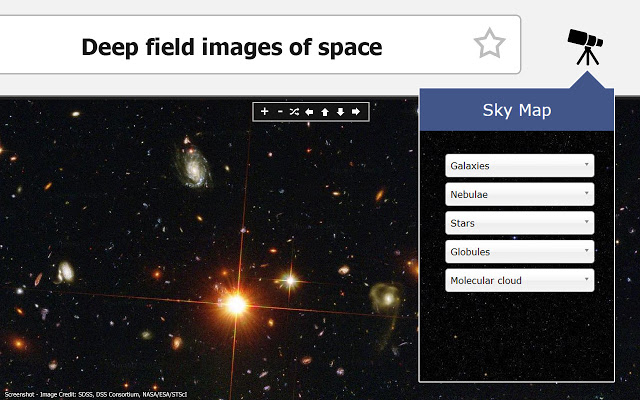 Deep field images of space
Sky Map
Galaxies
Nebulae
Stars
Globules
Molecular cloud
Screenshot - Image Credit: SDSS, DSS Consortium, NASA/ESA/STScI